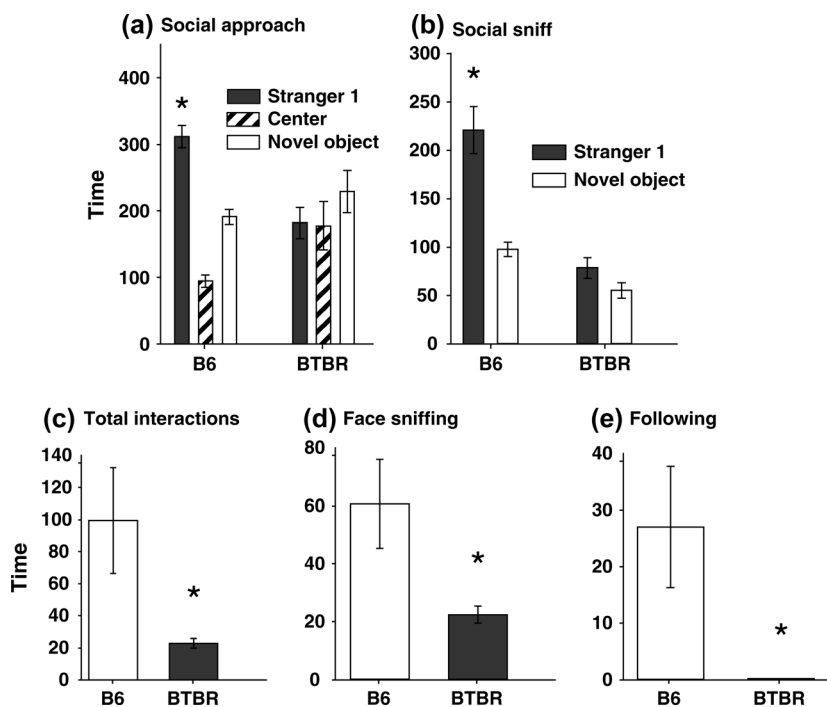 (a) Social approach
400
300
200
100
0
Time
*
Stranger 1
Center
Novel object
B6
BTBR
(b) Social sniff
300
250
200
150
100
50
0
*
Stranger 1
Novel object
B6
BTBR
(c) Total interactions
140
120
100
80
60
40
20
0
Time
*
B6
BTBR
(d) Face sniffing
80
60
40
20
0
*
B6
BTBR
(e) Following
40
30
20
10
0
*
B6
BTBR